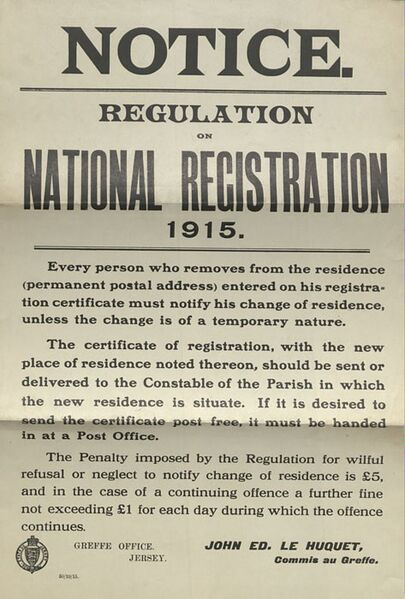 NOTICE.
REGULATION
ON
NATIONAL REGISTRATION
1915.
Every person who removes from the residence
(permanent postal address) entered on his registra-
tion certificate must notify his change of residence,
unless the change is of a temporary nature.
The certificate of registration, with the new
place of residence noted thereon, should be sent or
delivered to the Constable of the Parish in which
the new residence is situate. If it is desired to
send the certificate post free, it must be handed
in at a Post Office.
The Penalty imposed by the Regulation for wilful
refusal or neglect to notify change of residence is £5,
and in the case of a continuing offence a further fine
not exceeding £1 for each day during which the offence
continues.
GREFFE OFFICE.
JERSEY.
JOHN ED. LE HUQUET,
Commis au Greffe.